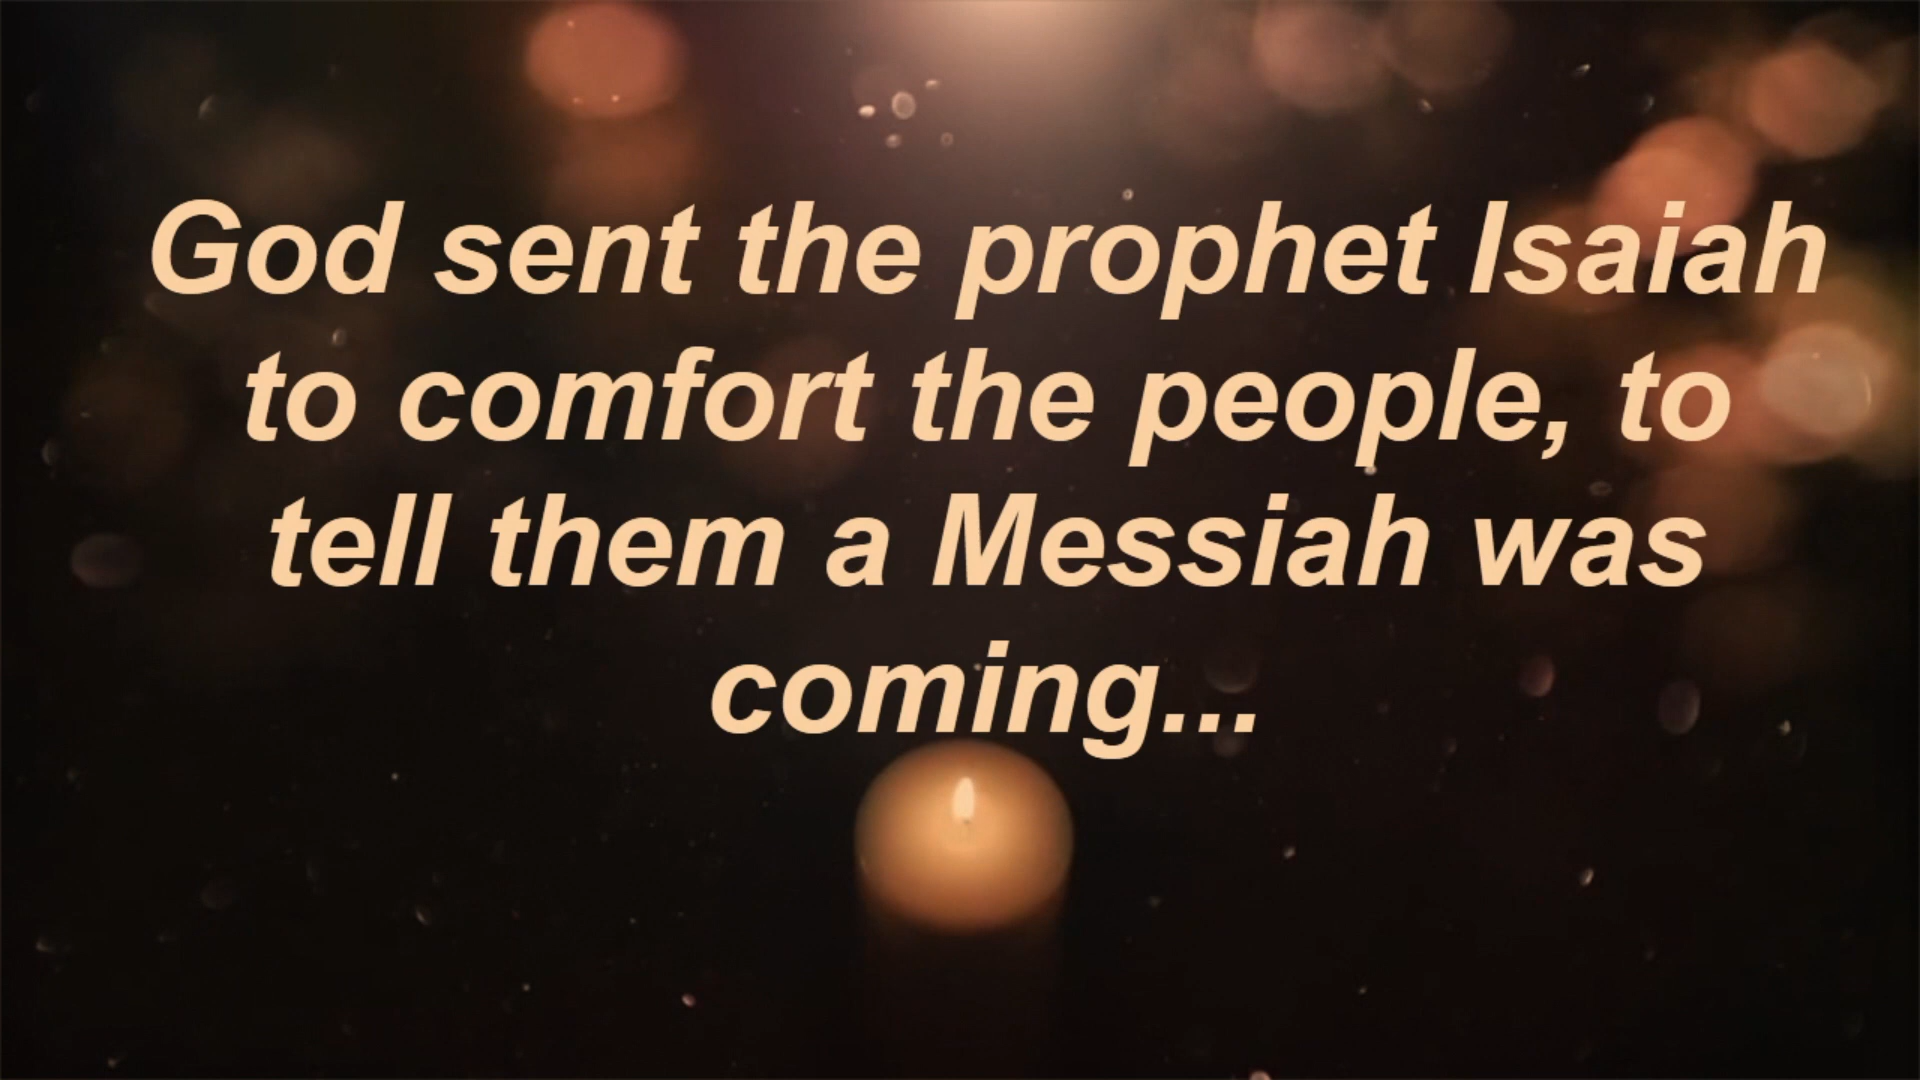 God sent the prophet Isaiah
to comfort the people, to
tell them a Messiah was
coming...